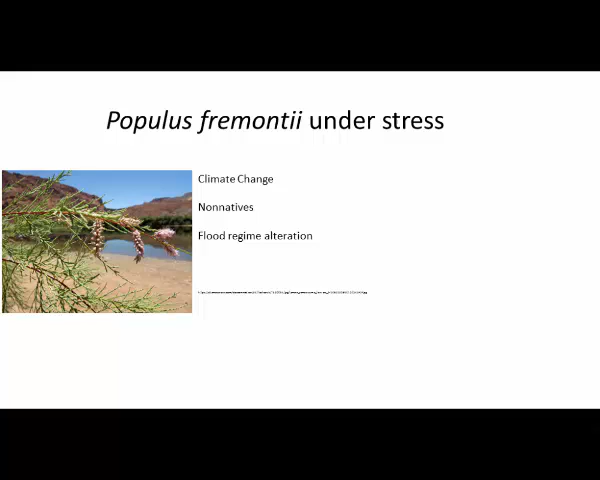 Populus fremontii under stress
Climate Change
Nonnatives
Flood regime alteration